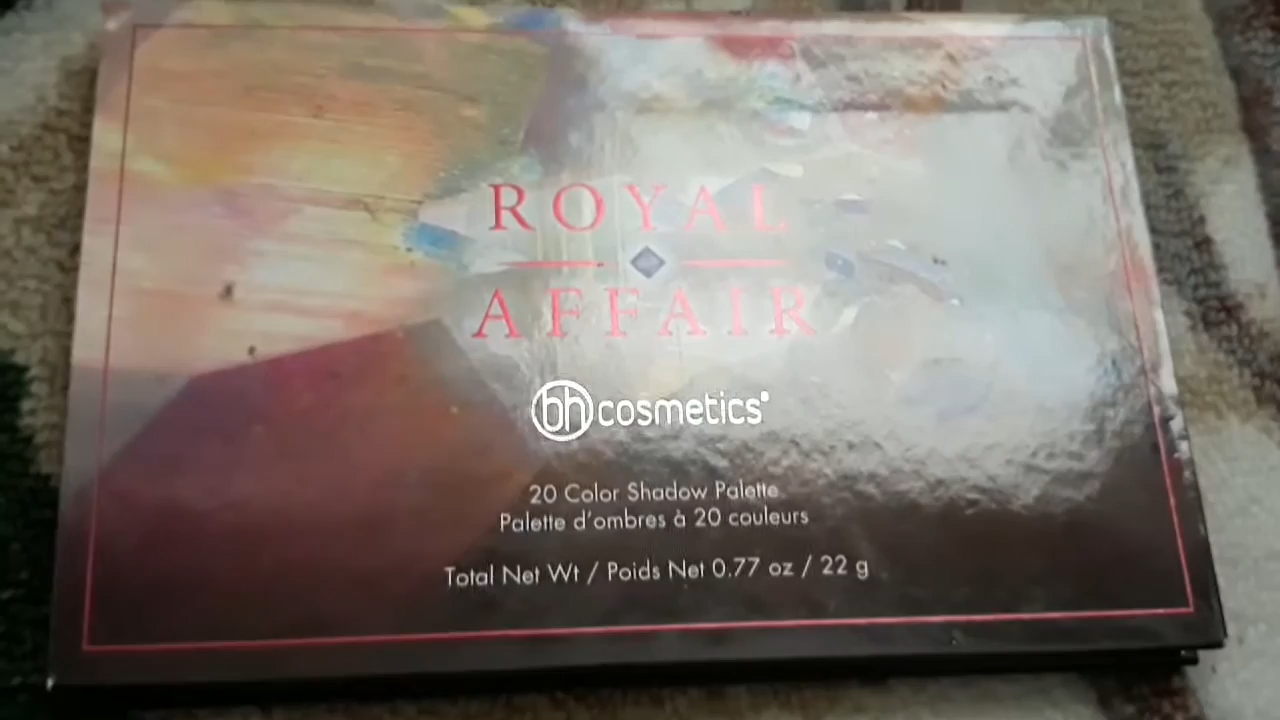 ROYAL
AFFAIR
bh cosmetics
20 Color Shadow Palette
Palette d'ombres à 20 couleurs
Total Net Wt / Poids Net 0.77 oz / 22 g